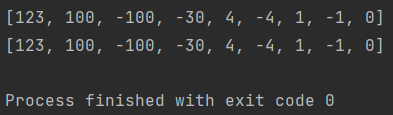 [123, 100, -100, -30, 4, -4, 1, -1, 0]
[123, 100, -100, -30, 4, -4, 1, -1, 0]
Process finished with exit code 0